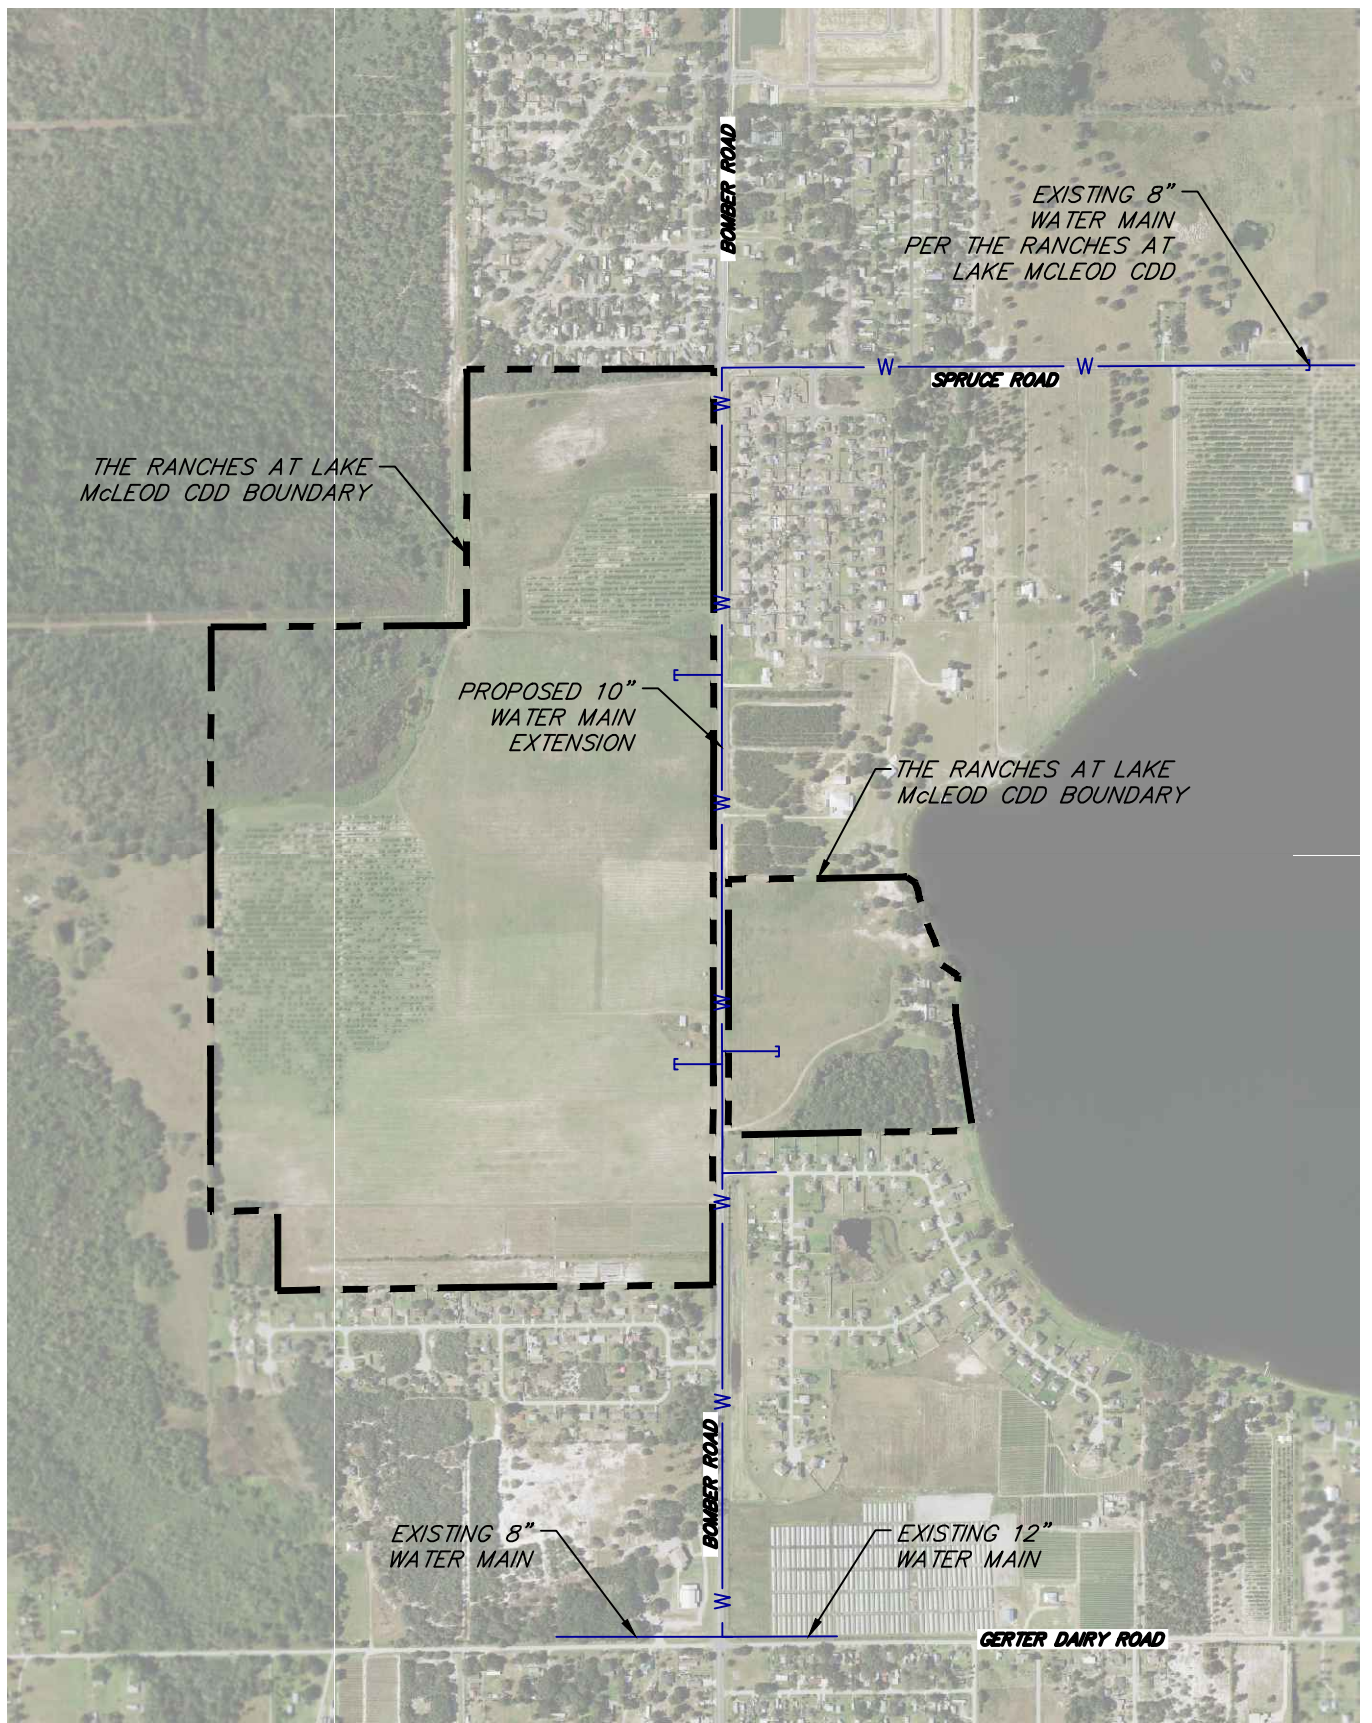 BOMBER ROAD
EXISTING 8"
WATER MAIN
PER THE RANCHES AT
LAKE MCLEOD CDD
W
W
SPRUCE ROAD
W
THE RANCHES AT LAKE
McLEOD CDD BOUNDARY
W
PROPOSED 10"
WATER MAIN
EXTENSION
THE RANCHES AT LAKE
McLEOD CDD BOUNDARY
W
W
W
W
BOMBER ROAD
EXISTING 8"
WATER MAIN
EXISTING 12"
WATER MAIN
W
GERTER DAIRY ROAD